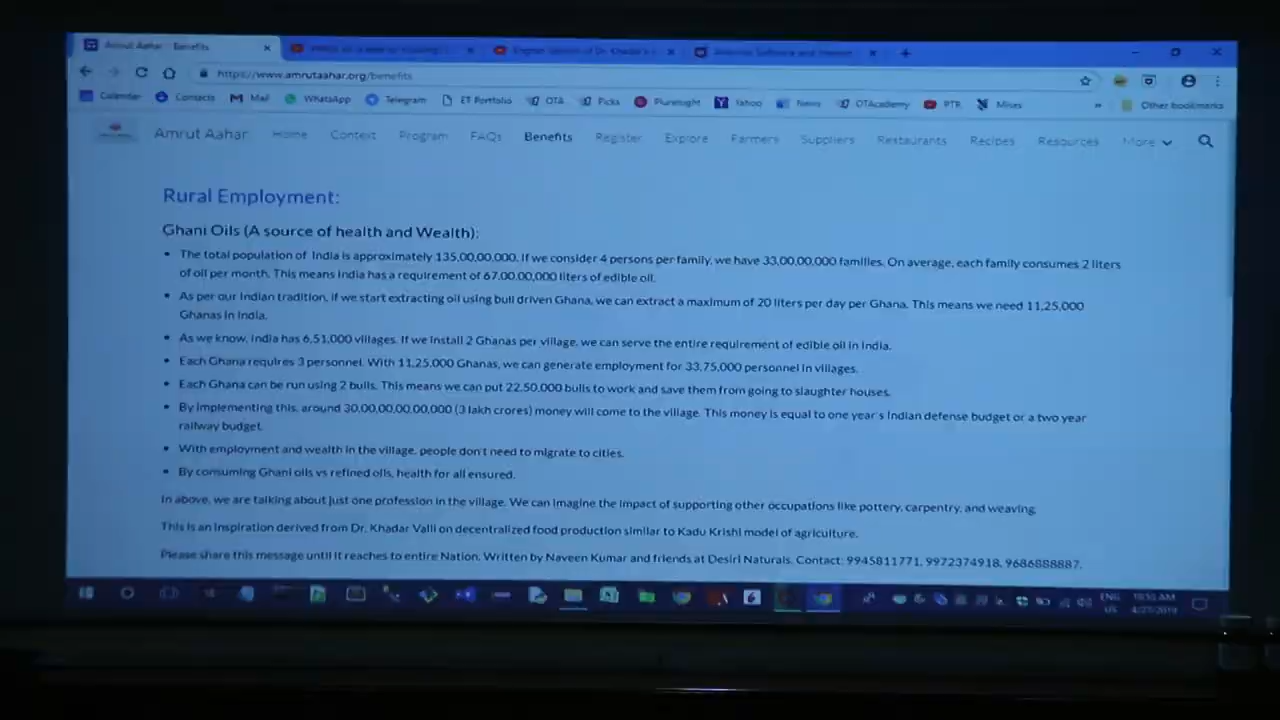 Amrut Aahar - Benefits
https://www.amrutaahar.org/benefits
Calendar Contacts Mail WhatsApp Telegram ET Portfolio OTA Picks Pluralsight Yahoo News OTAcademy PTR Mises » Other bookmarks
Amrut Aahar Home Context Program FAQs Benefits Register Explore Farmers Suppliers Restaurants Recipes Resources More
Rural Employment:
Ghani Oils (A source of health and Wealth):
The total population of India is approximately 135,00,00,000. If we consider 4 persons per family, we have 33,00,00,000 families. On average, each family consumes 2 liters
of oil per month. This means India has a requirement of 67,00,00,000 liters of edible oil.
As per our Indian tradition, if we start extracting oil using bull driven Ghana, we can extract a maximum of 20 liters per day per Ghana. This means we need 11,25,000
Ghanas in India.
As we know, India has 6,51,000 villages. If we install 2 Ghanas per village, we can serve the entire requirement of edible oil in India.
Each Ghana requires 3 personnel. With 11,25,000 Ghanas, we can generate employment for 33,75,000 personnel in villages.
Each Ghana can be run using 2 bulls. This means we can put 22,50,000 bulls to work and save them from going to slaughter houses.
By implementing this, around 30,00,00,00,00,000 (3 lakh crores) money will come to the village. This money is equal to one year's Indian defense budget or a two year
railway budget.
With employment and wealth in the village, people don't need to migrate to cities.
By consuming Ghani oils vs refined oils, health for all ensured.
In above, we are talking about just one profession in the village. We can imagine the impact of supporting other occupations like pottery, carpentry, and weaving.
This is an inspiration derived from Dr. Khadar Valli on decentralized food production similar to Kadu Krishi model of agriculture.
Please share this message until it reaches to entire Nation. Written by Naveen Kumar and friends at Desiri Naturals. Contact: 9945811771, 9972374918, 9686888887.
ENG 10:55 AM
US 4/27/2019